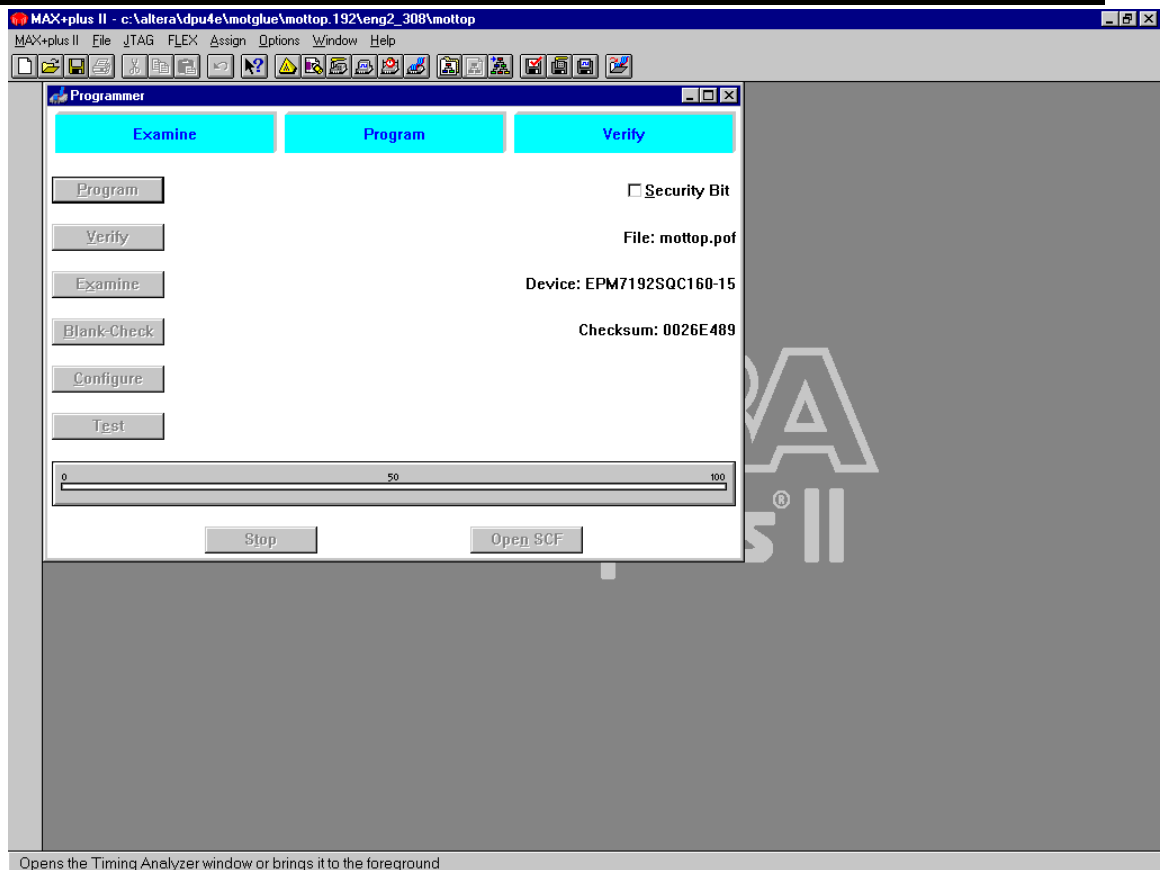 MAX+plus II - c:\altera\dpu4e\motglue\mottop.192\eng2_308\mottop
MAX+plus II File JTAG FLEX Assign Options Window Help
Programmer
Examine Program Verify
Program Security Bit
Verify File: mottop.pof
Examine Device: EPM7192SQC160-15
Blank-Check Checksum: 0026E489
Configure
Test
0 50 100
Stop Open SCF
® II
Opens the Timing Analyzer window or brings it to the foreground